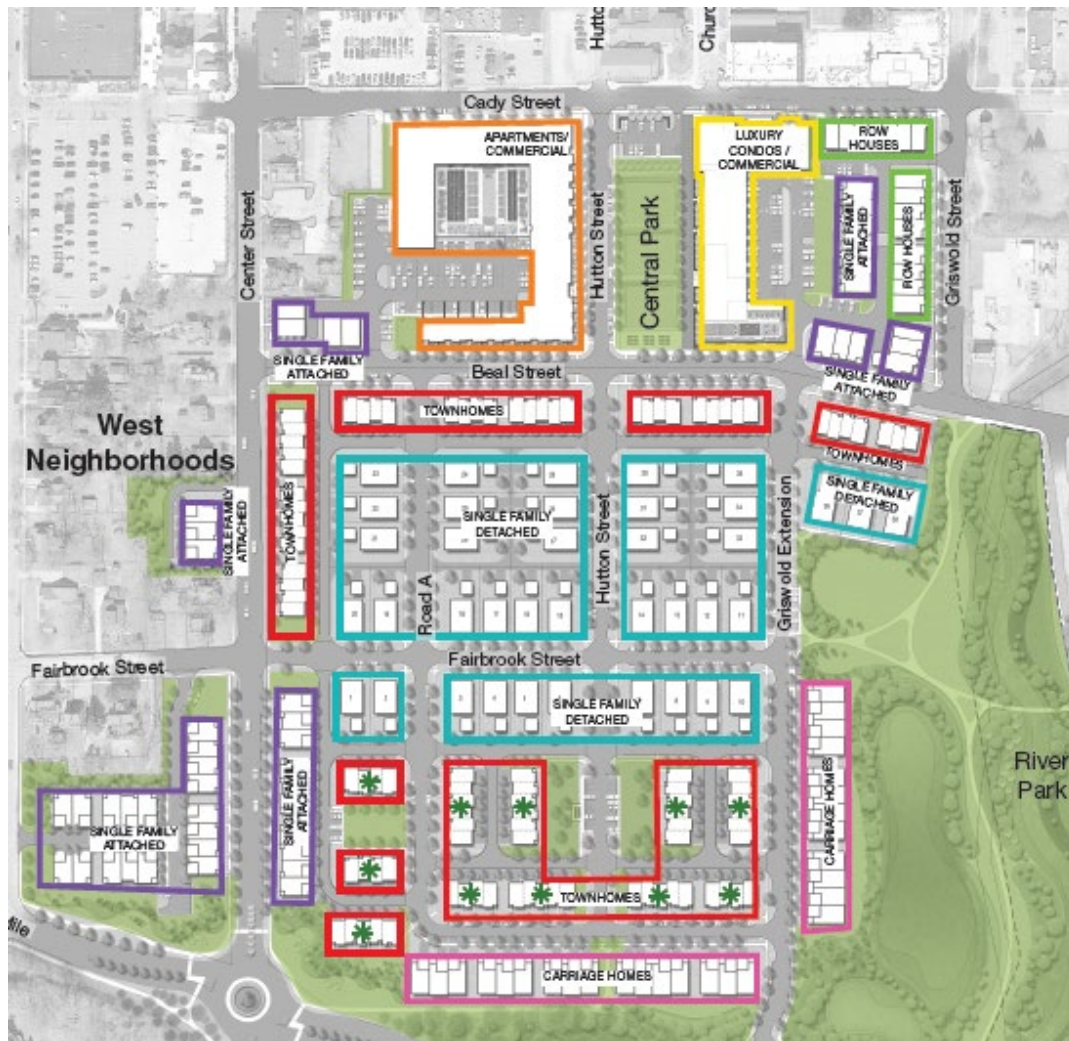 Hutto
Churc
Cady Street
APARTMENTS/
COMMERCIAL
LUXURY
CONDOS /
COMMERCIAL
ROW
HOUSES
Center Street
Hutton Street
Central Park
SINGLE FAMILY
ATTACHED
ROW HOUSES
Griswold Street
SINGLE FAMILY
ATTACHED
Beal Street
SINGLE FAMILY
ATTACHED
West
Neighborhoods
TOWNHOMES
TOWNHOMES
TOWNHOMES
SINGLE FAMILY
ATTACHED
SINGLE FAMILY
DETACHED
SINGLE FAMILY
DETACHED
Road A
Hutton Street
Griswold Extension
Fairbrook Street
Fairbrook Street
SINGLE FAMILY
DETACHED
SINGLE FAMILY
ATTACHED
SINGLE FAMILY
ATTACHED
CARRIAGE HOMES
River
Park
TOWNHOMES
CARRIAGE HOMES
Mile